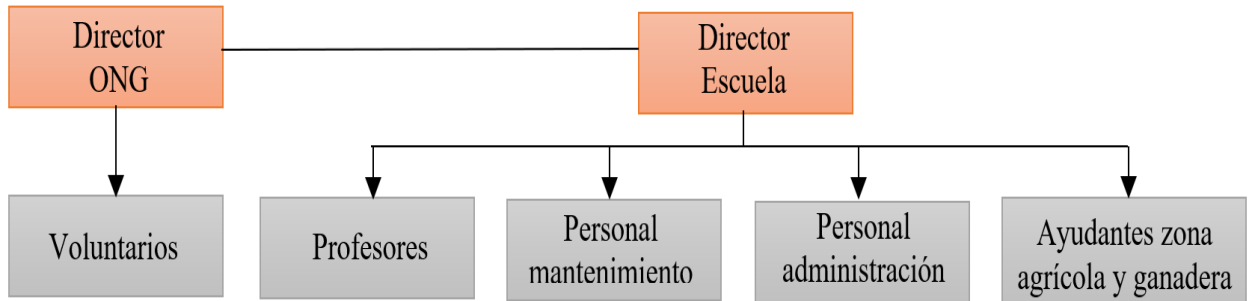 Director
ONG
Director
Escuela
Voluntarios
Profesores
Personal
mantenimiento
Personal
administración
Ayudantes zona
agrícola y ganadera